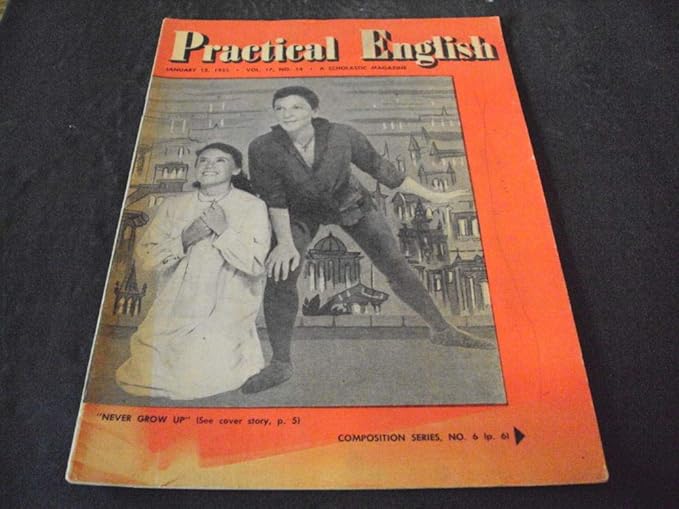 Practical English
JANUARY 12, 1955 • VOL. 17, NO. 14 • A SCHOLASTIC MAGAZINE
"NEVER GROW UP" (See cover story, p. 5)
COMPOSITION SERIES, NO. 6 (p. 6)